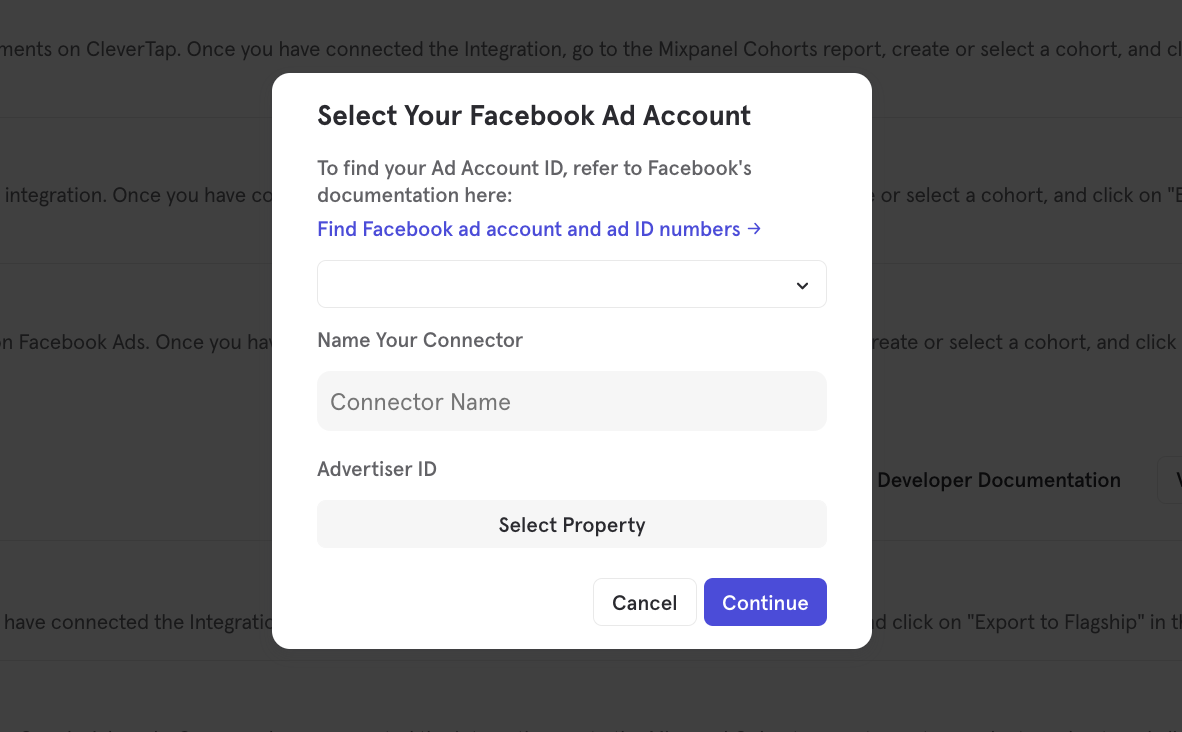 ments on CleverTap. Once you have connected the Integration, go to the Mixpanel Cohorts report, create or select a cohort, and cl
Select Your Facebook Ad Account
To find your Ad Account ID, refer to Facebook's
documentation here:
integration. Once you have co
e or select a cohort, and click on "E
Find Facebook ad account and ad ID numbers →
on Facebook Ads. Once you hav
reate or select a cohort, and click
Name Your Connector
Connector Name
Advertiser ID
Developer Documentation
Select Property
Cancel
Continue
have connected the Integratio
nd click on "Export to Flagship" in th